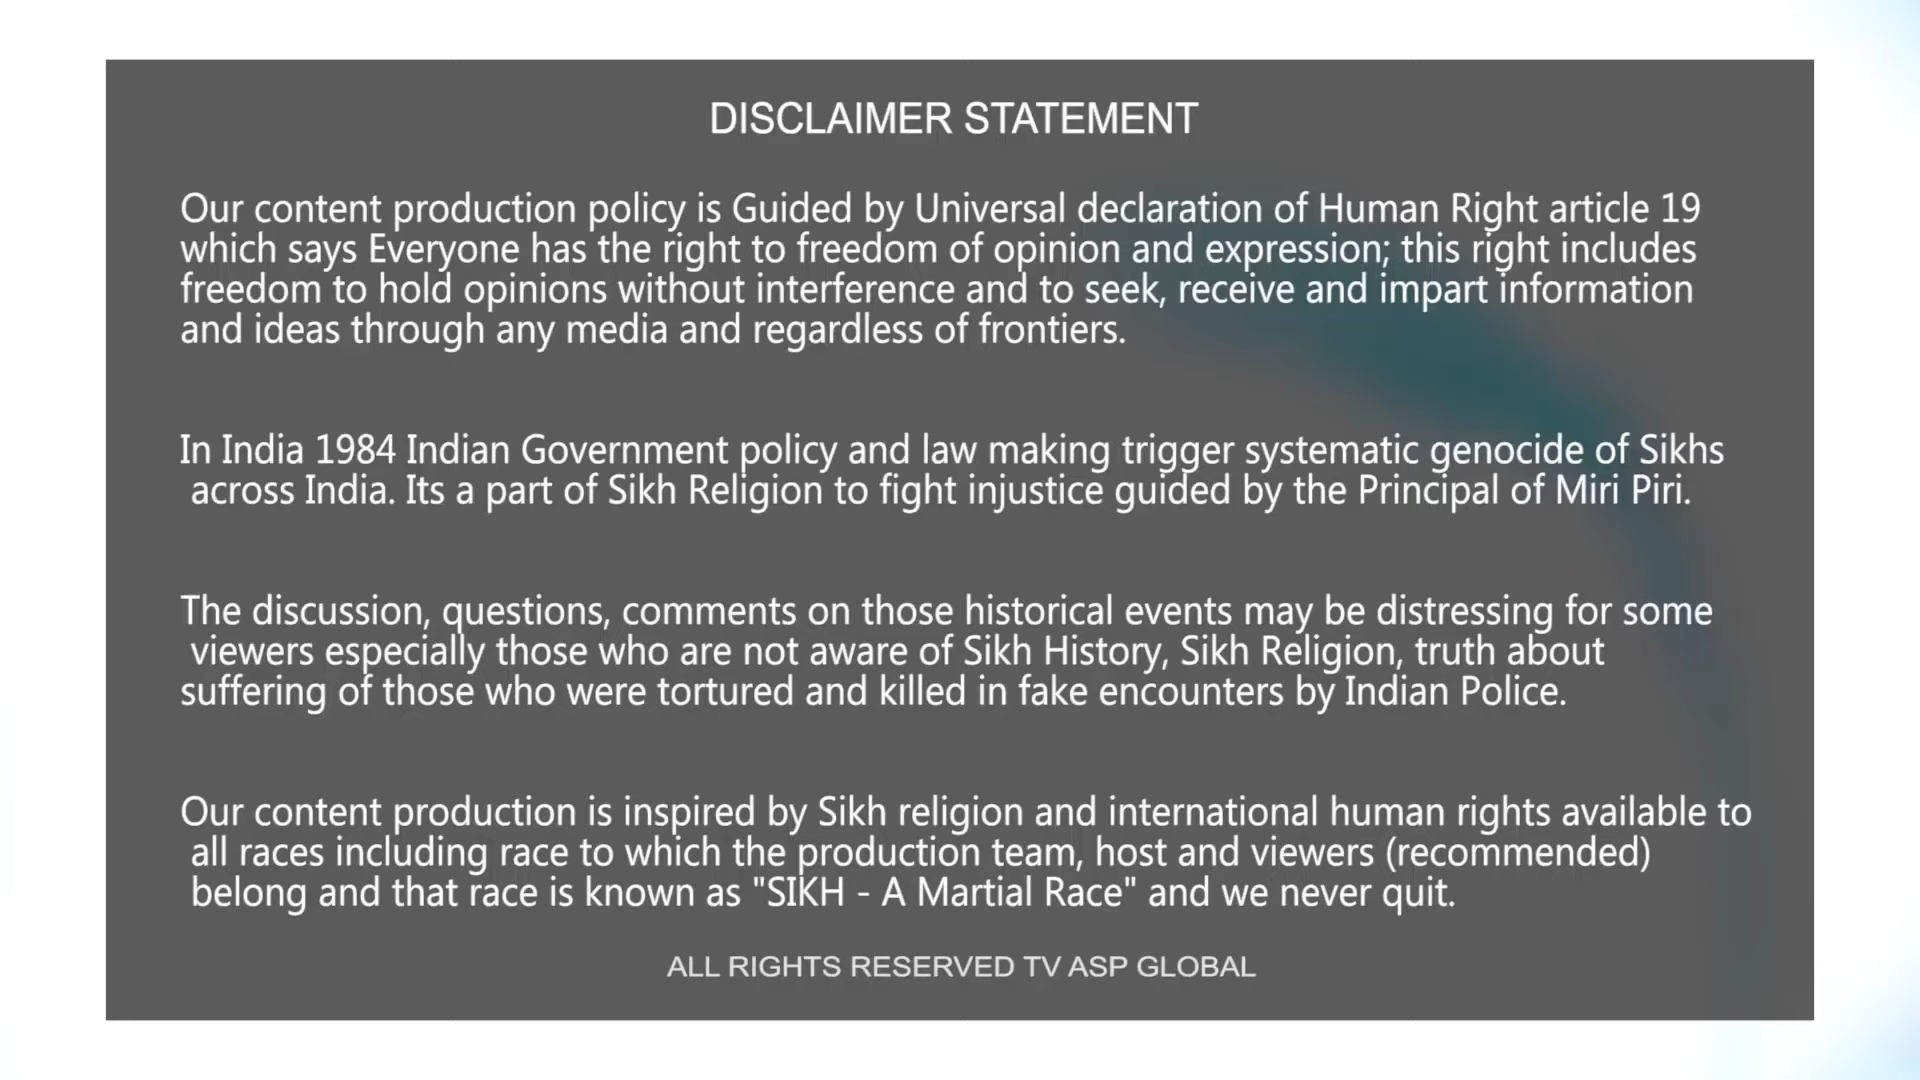 DISCLAIMER STATEMENT
Our content production policy is Guided by Universal declaration of Human Right article 19
which says Everyone has the right to freedom of opinion and expression; this right includes
freedom to hold opinions without interference and to seek, receive and impart information
and ideas through any media and regardless of frontiers.
In India 1984 Indian Government policy and law making trigger systematic genocide of Sikhs
across India. Its a part of Sikh Religion to fight injustice guided by the Principal of Miri Piri.
The discussion, questions, comments on those historical events may be distressing for some
viewers especially those who are not aware of Sikh History, Sikh Religion, truth about
suffering of those who were tortured and killed in fake encounters by Indian Police.
Our content production is inspired by Sikh religion and international human rights available to
all races including race to which the production team, host and viewers (recommended)
belong and that race is known as "SIKH - A Martial Race" and we never quit.
ALL RIGHTS RESERVED TV ASP GLOBAL